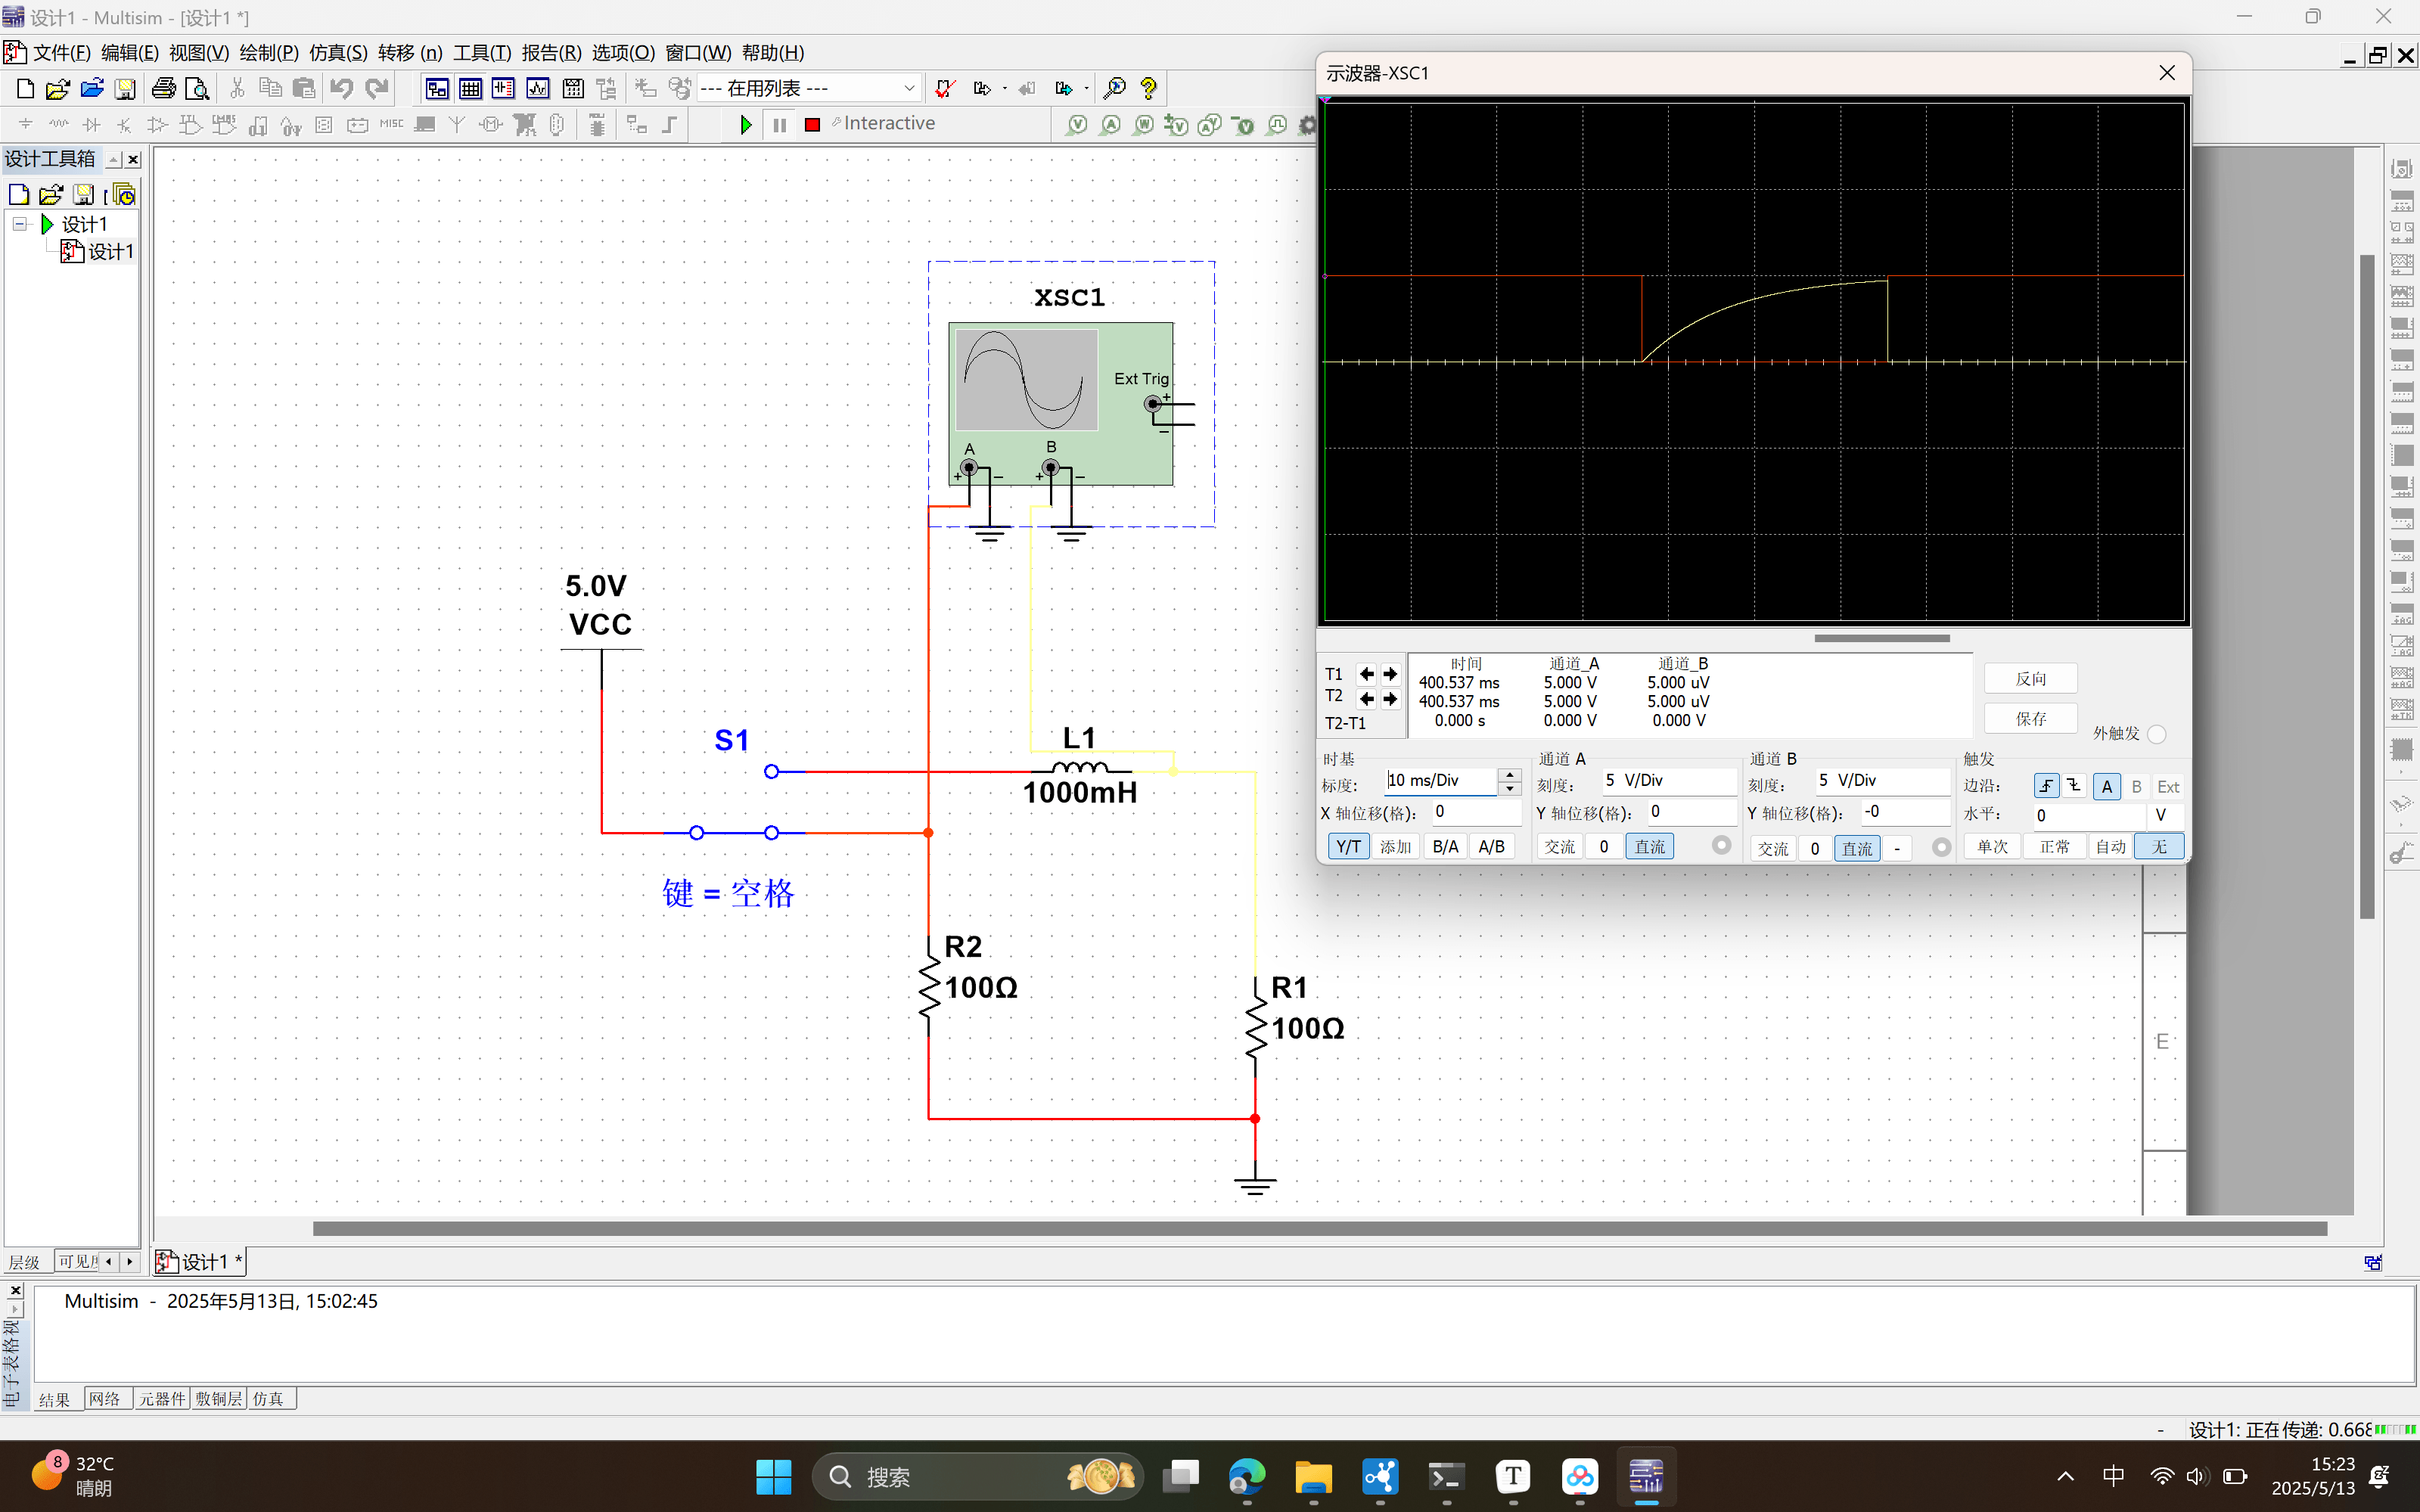 设计1 - Multisim - [设计1 *]
文件(F) 编辑(E) 视图(V) 绘制(P) 仿真(S) 转移 (n) 工具(T) 报告(R) 选项(O) 窗口(W) 帮助(H)
--- 在用列表 ---
MISC
Interactive
设计工具箱
设计1
设计1
XSC1
Ext Trig
+
−
A
B
+
−
+
−
5.0V
VCC
S1
键 = 空格
L1
1000mH
R2
100Ω
R1
100Ω
E
示波器-XSC1
时间 通道_A 通道_B
T1 400.537 ms 5.000 V 5.000 uV
T2 400.537 ms 5.000 V 5.000 uV
T2-T1 0.000 s 0.000 V 0.000 V
反向
保存
外触发
时基 通道 A 通道 B 触发
标度: 10 ms/Div 刻度: 5 V/Div 刻度: 5 V/Div 边沿: A B Ext
X 轴位移(格): 0 Y 轴位移(格): 0 Y 轴位移(格): -0 水平: 0 V
Y/T 添加 B/A A/B 交流 0 直流 交流 0 直流 - 单次 正常 自动 无
层级
设计1 *
Multisim - 2025年5月13日, 15:02:45
电子表格视
结果 网络 元器件 敷铜层 仿真
- 设计1: 正在传递: 0.668
8
32°C
晴朗
搜索
T
中
15:23
2025/5/13